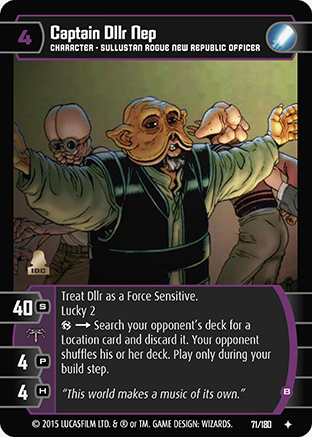 4
Captain Dllr Nep
CHARACTER - SULLUSTAN ROGUE NEW REPUBLIC OFFICER
IDC
40 S
Treat Dllr as a Force Sensitive.
Lucky 2
→ Search your opponent's deck for a
Location card and discard it. Your opponent
shuffles his or her deck. Play only during your
build step.
4 P
4 H
"This world makes a music of its own."
B
© 2015 LUCASFILM LTD. & ® or TM. GAME DESIGN: WIZARDS.
71/180